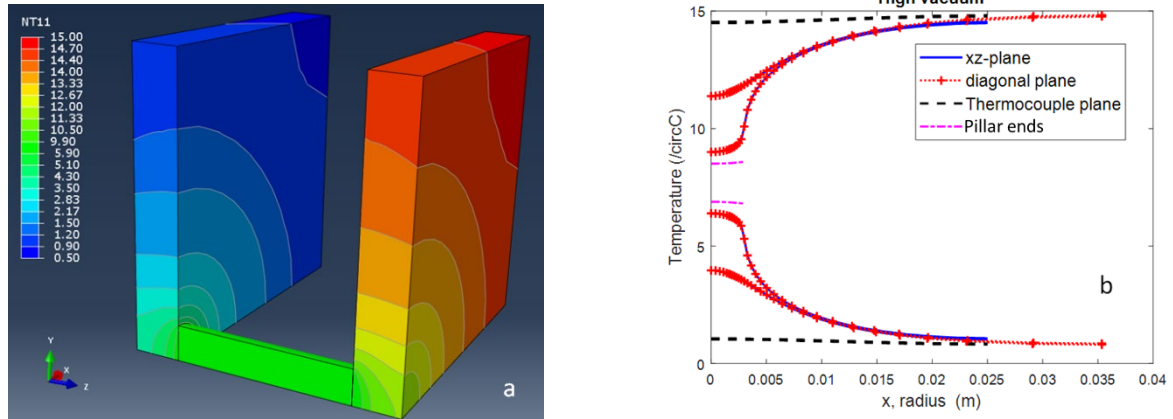 NT11
15.00
14.70
14.40
14.00
13.33
12.67
12.00
11.33
10.50
9.90
5.90
5.10
4.30
3.50
2.83
2.17
1.50
0.90
0.50
Y
X
Z
a
High vacuum
15
10
5
0
Temperature (/circC)
xz-plane
diagonal plane
Thermocouple plane
Pillar ends
b
0 0.005 0.01 0.015 0.02 0.025 0.03 0.035 0.04
x, radius (m)